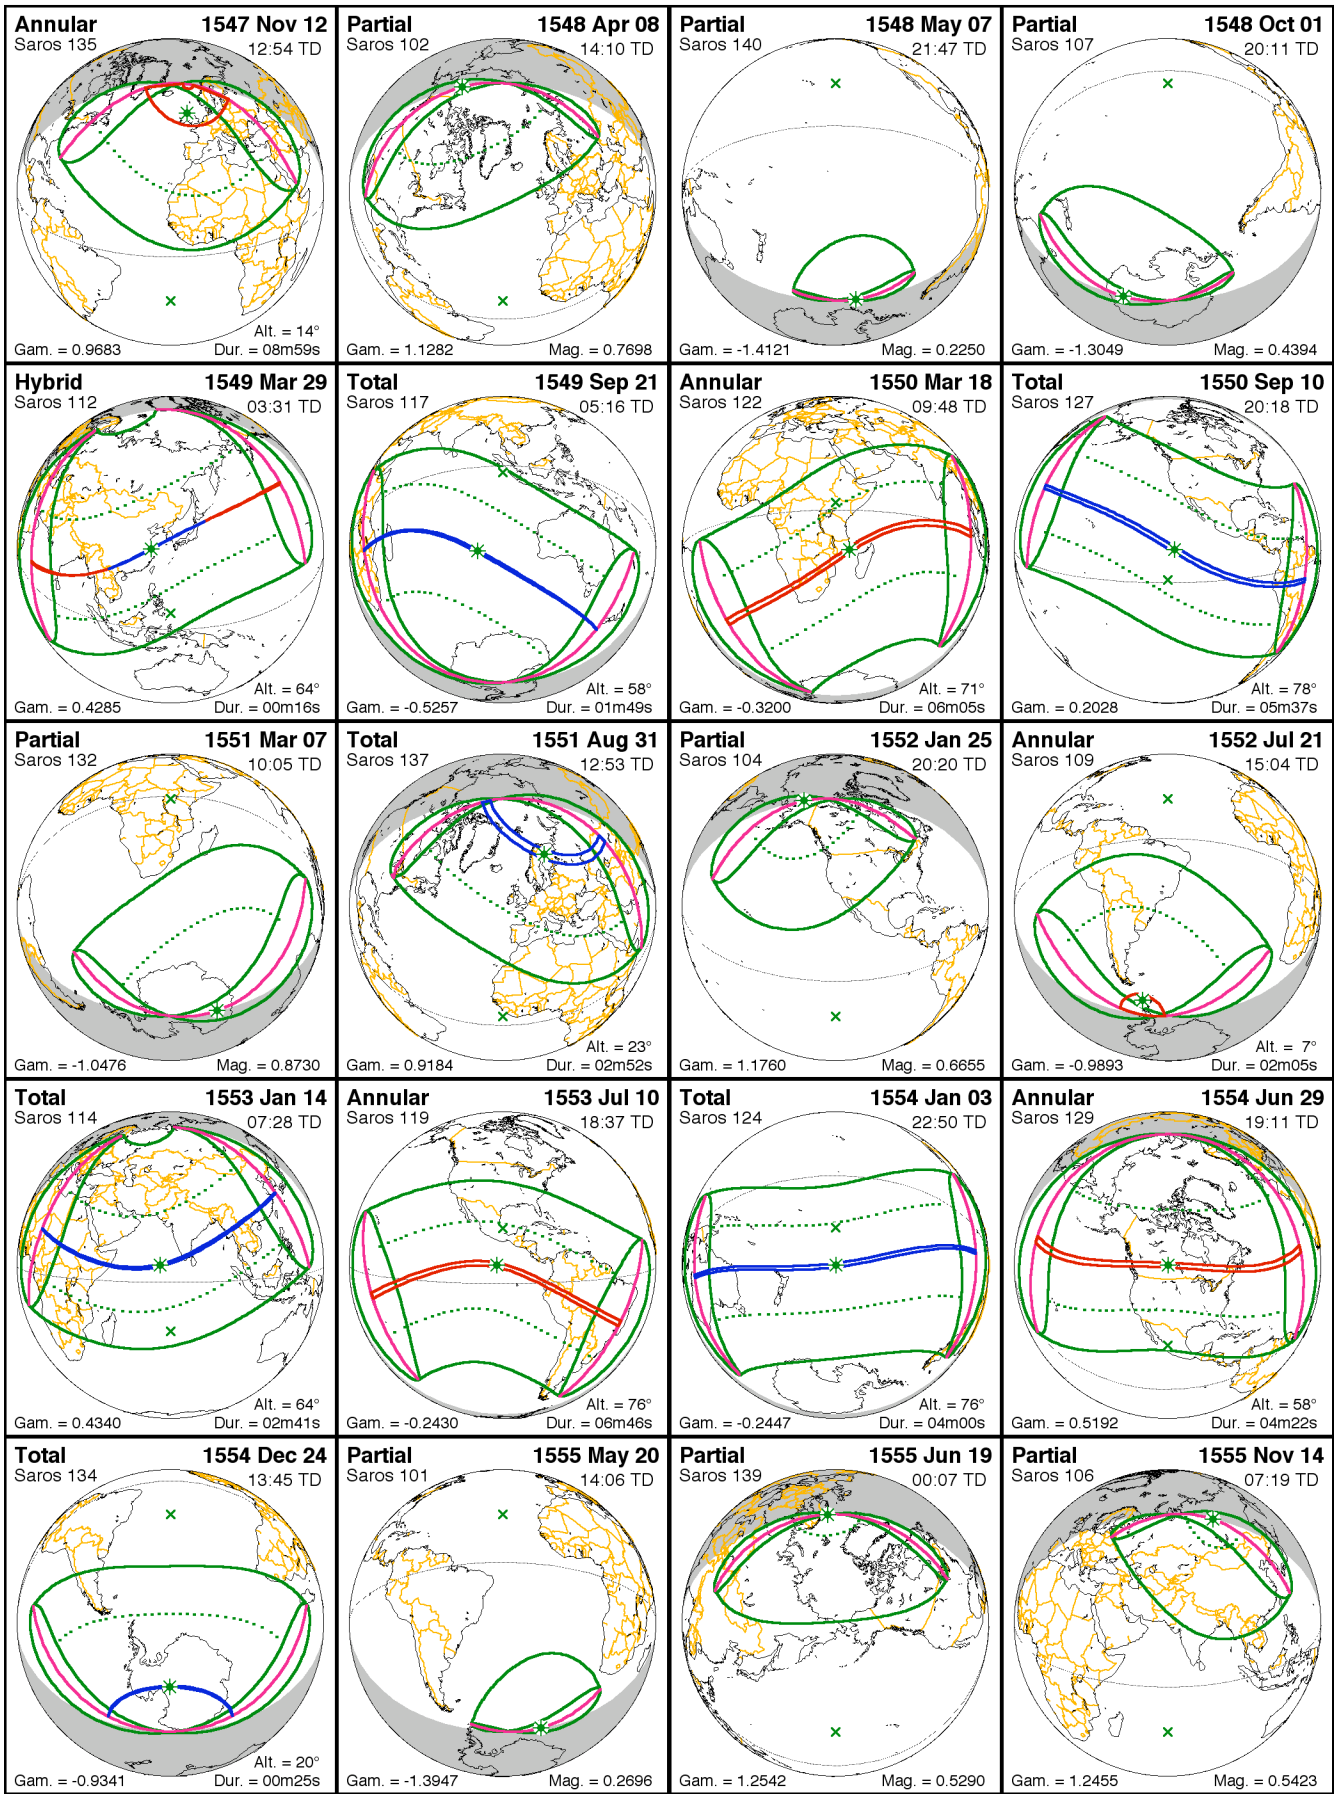 Annular 1547 Nov 12
Saros 135 12:54 TD
Alt. = 14°
Gam. = 0.9683 Dur. = 08m59s
Partial 1548 Apr 08
Saros 102 14:10 TD
Gam. = 1.1282 Mag. = 0.7698
Partial 1548 May 07
Saros 140 21:47 TD
Gam. = -1.4121 Mag. = 0.2250
Partial 1548 Oct 01
Saros 107 20:11 TD
Gam. = -1.3049 Mag. = 0.4394
Hybrid 1549 Mar 29
Saros 112 03:31 TD
Alt. = 64°
Gam. = 0.4285 Dur. = 00m16s
Total 1549 Sep 21
Saros 117 05:16 TD
Alt. = 58°
Gam. = -0.5257 Dur. = 01m49s
Annular 1550 Mar 18
Saros 122 09:48 TD
Alt. = 71°
Gam. = -0.3200 Dur. = 06m05s
Total 1550 Sep 10
Saros 127 20:18 TD
Alt. = 78°
Gam. = 0.2028 Dur. = 05m37s
Partial 1551 Mar 07
Saros 132 10:05 TD
Gam. = -1.0476 Mag. = 0.8730
Total 1551 Aug 31
Saros 137 12:53 TD
Alt. = 23°
Gam. = 0.9184 Dur. = 02m52s
Partial 1552 Jan 25
Saros 104 20:20 TD
Gam. = 1.1760 Mag. = 0.6655
Annular 1552 Jul 21
Saros 109 15:04 TD
Alt. = 7°
Gam. = -0.9893 Dur. = 02m05s
Total 1553 Jan 14
Saros 114 07:28 TD
Alt. = 64°
Gam. = 0.4340 Dur. = 02m41s
Annular 1553 Jul 10
Saros 119 18:37 TD
Alt. = 76°
Gam. = -0.2430 Dur. = 06m46s
Total 1554 Jan 03
Saros 124 22:50 TD
Alt. = 76°
Gam. = -0.2447 Dur. = 04m00s
Annular 1554 Jun 29
Saros 129 19:11 TD
Alt. = 58°
Gam. = 0.5192 Dur. = 04m22s
Total 1554 Dec 24
Saros 134 13:45 TD
Alt. = 20°
Gam. = -0.9341 Dur. = 00m25s
Partial 1555 May 20
Saros 101 14:06 TD
Gam. = -1.3947 Mag. = 0.2696
Partial 1555 Jun 19
Saros 139 00:07 TD
Gam. = 1.2542 Mag. = 0.5290
Partial 1555 Nov 14
Saros 106 07:19 TD
Gam. = 1.2455 Mag. = 0.5423